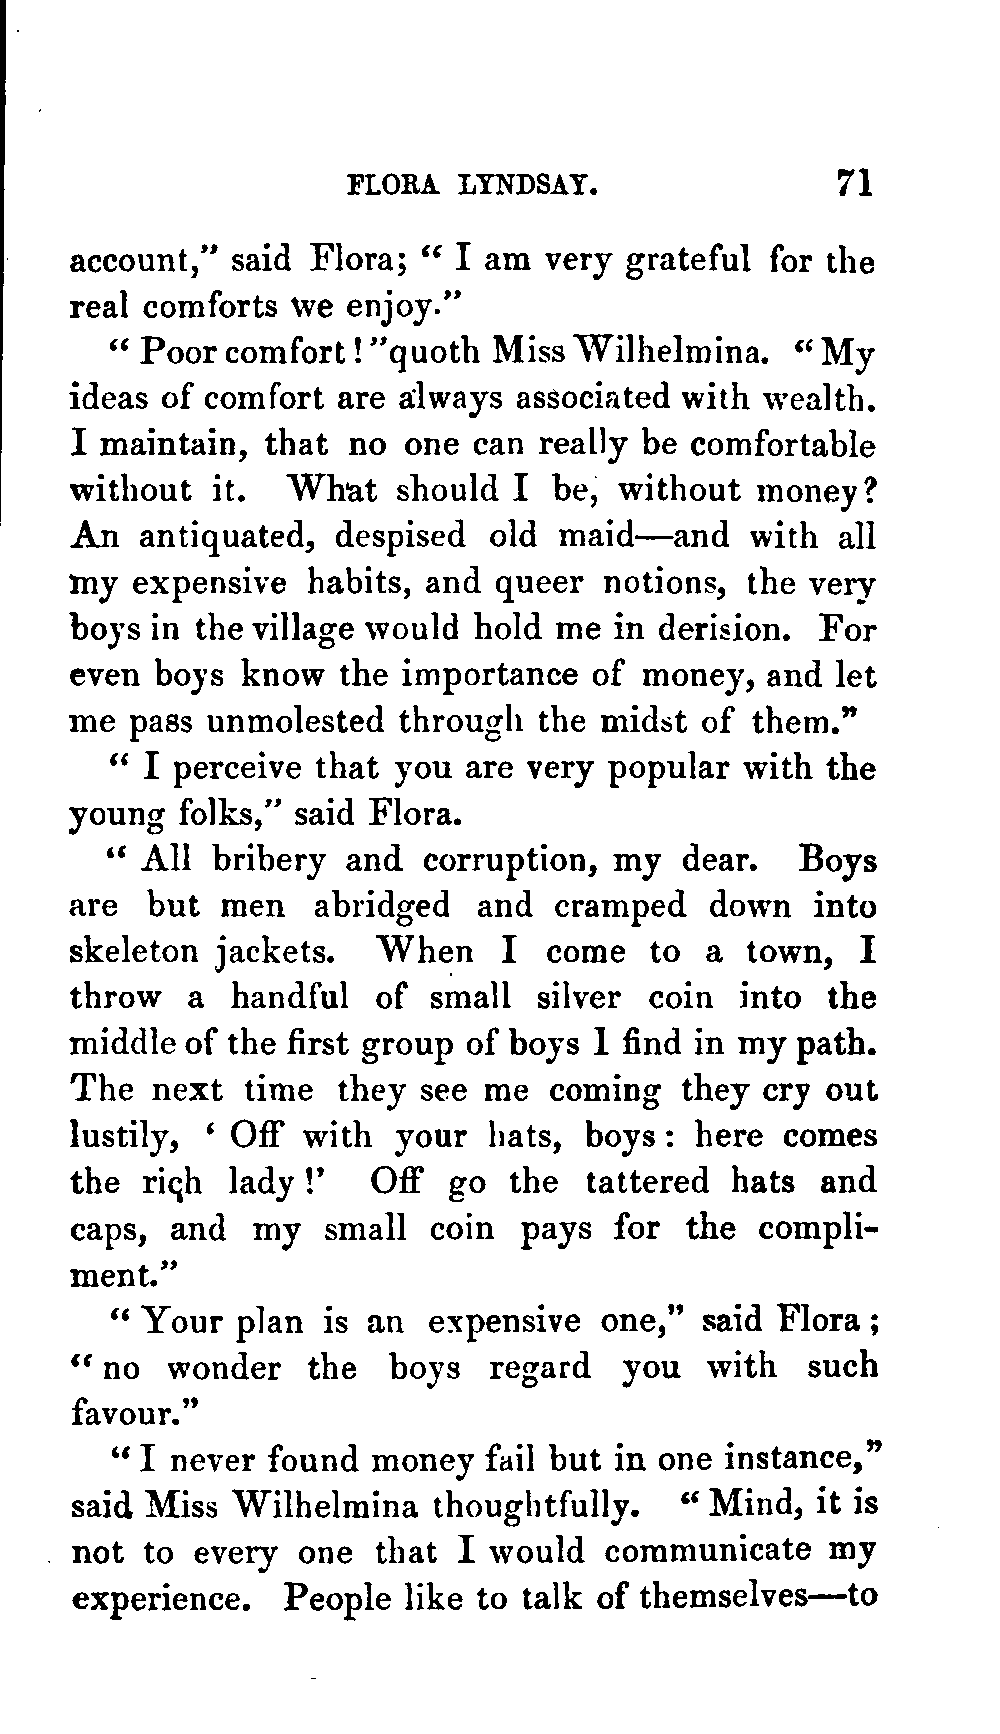 FLORA LYNDSAY. 71
account,” said Flora; “ I am very grateful for the
real comforts we enjoy.”
“ Poor comfort ! ”quoth Miss Wilhelmina. “ My
ideas of comfort are always associated with wealth.
I maintain, that no one can really be comfortable
without it. What should I be, without money?
An antiquated, despised old maid—and with all
my expensive habits, and queer notions, the very
boys in the village would hold me in derision. For
even boys know the importance of money, and let
me pass unmolested through the midst of them.”
“ I perceive that you are very popular with the
young folks,” said Flora.
“ All bribery and corruption, my dear. Boys
are but men abridged and cramped down into
skeleton jackets. When I come to a town, I
throw a handful of small silver coin into the
middle of the first group of boys I find in my path.
The next time they see me coming they cry out
lustily, ‘ Off with your hats, boys : here comes
the rich lady !’ Off go the tattered hats and
caps, and my small coin pays for the compli-
ment.”
“ Your plan is an expensive one,” said Flora ;
“ no wonder the boys regard you with such
favour.”
“ I never found money fail but in one instance,”
said Miss Wilhelmina thoughtfully. “ Mind, it is
not to every one that I would communicate my
experience. People like to talk of themselves—to